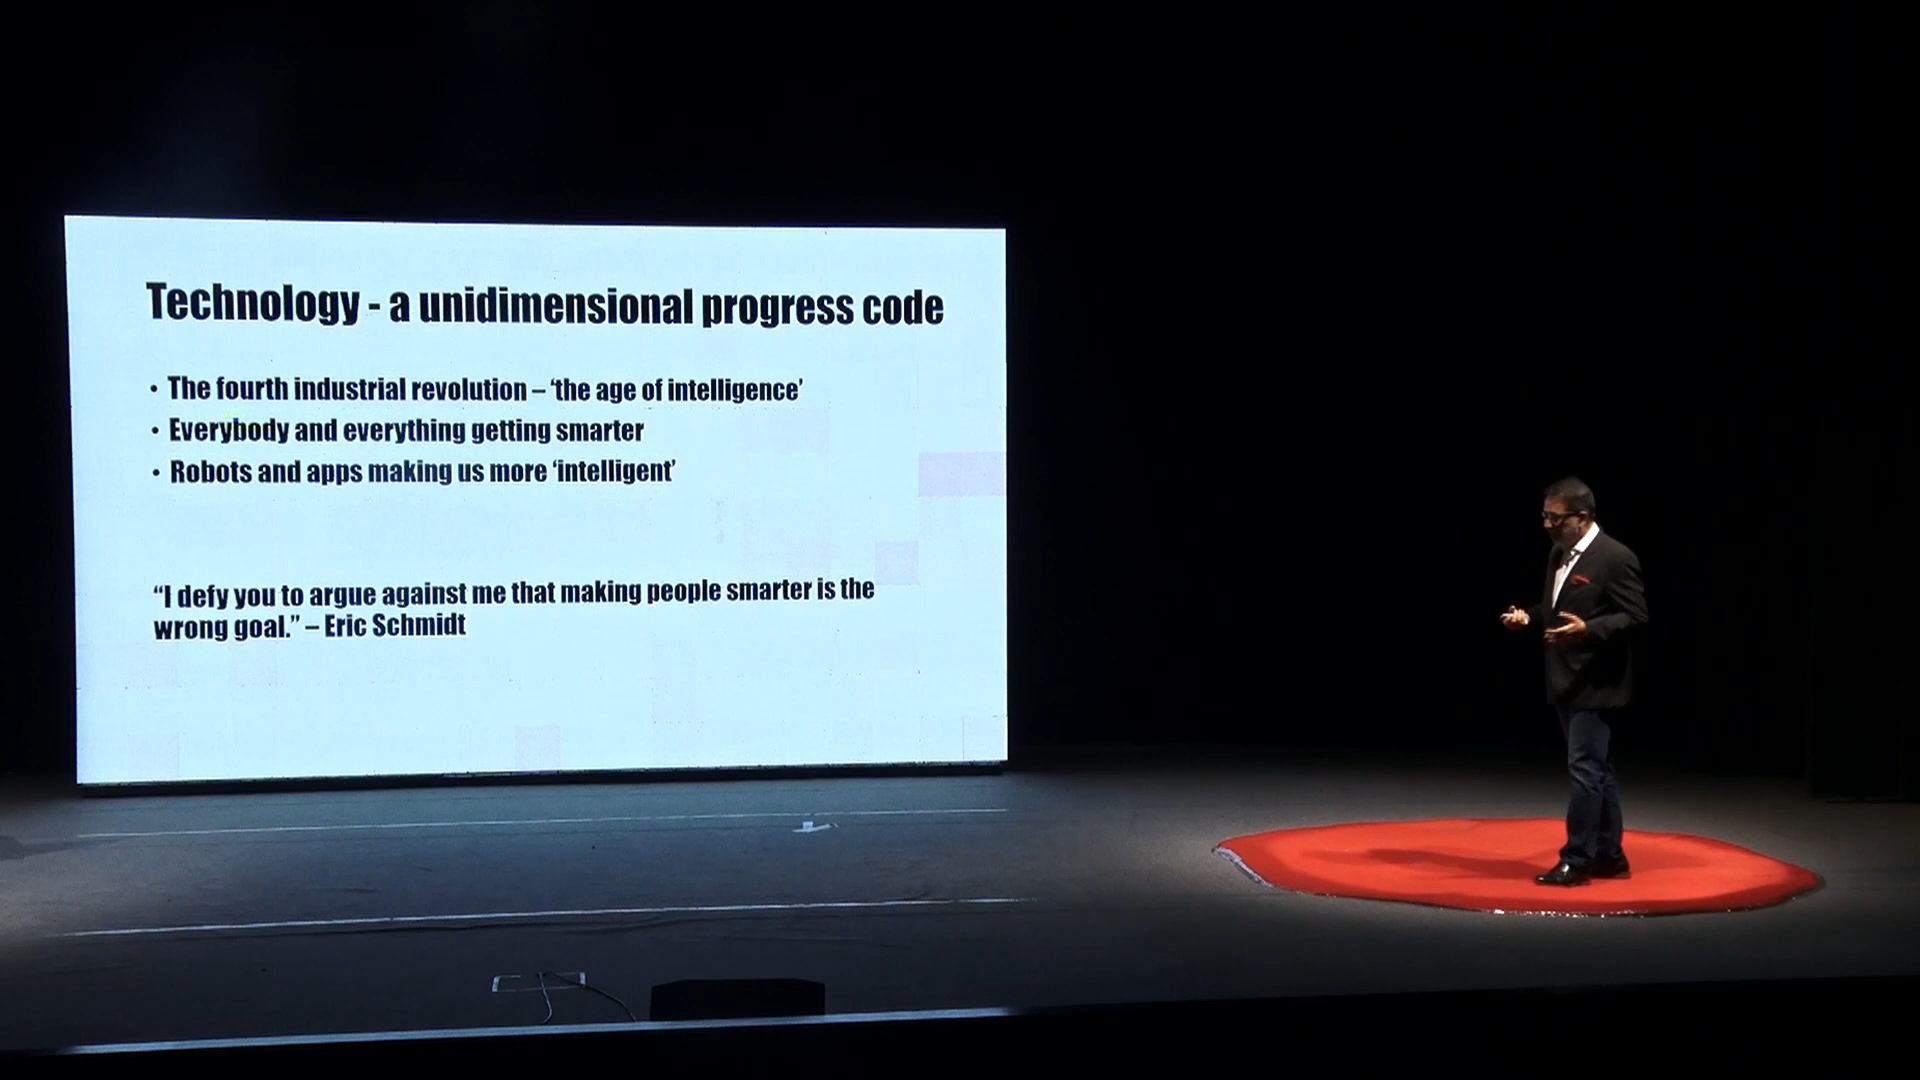 Technology - a unidimensional progress code
• The fourth industrial revolution – ‘the age of intelligence’
• Everybody and everything getting smarter
• Robots and apps making us more ‘intelligent’
“I defy you to argue against me that making people smarter is the
wrong goal.” – Eric Schmidt